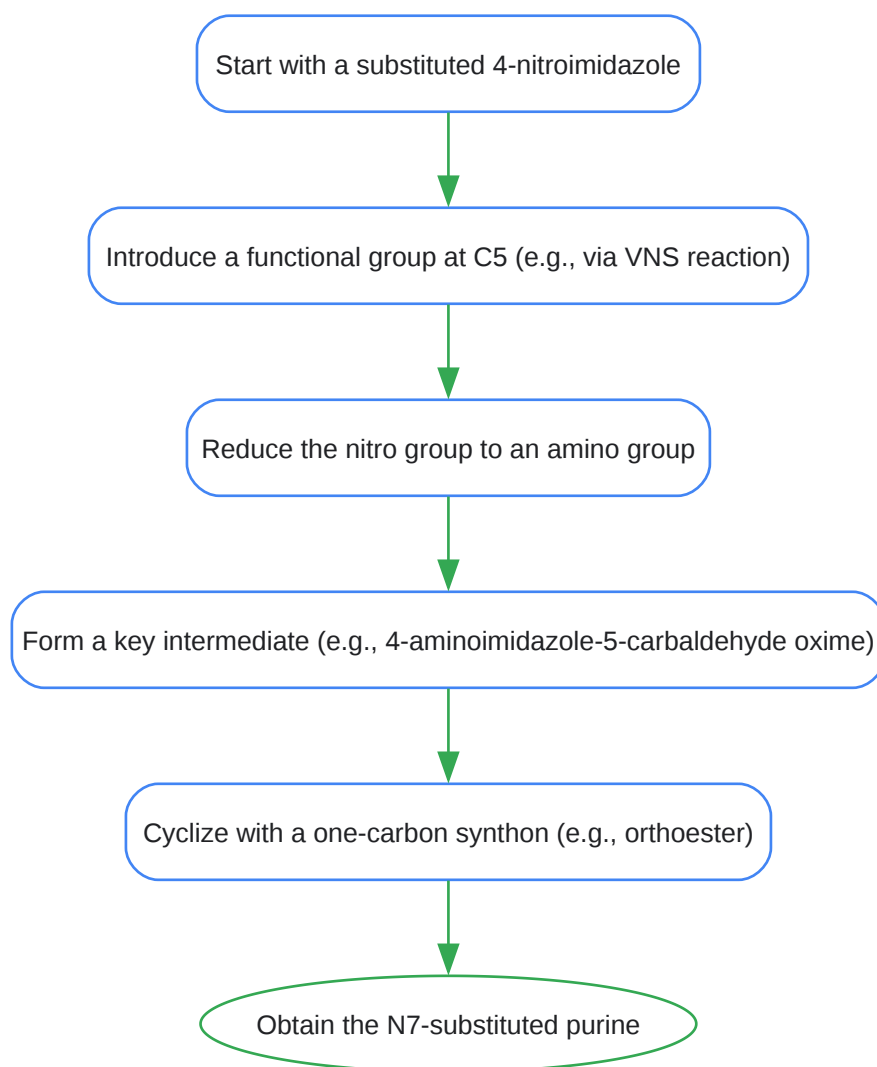 Start with a substituted 4-nitroimidazole
Introduce a functional group at C5 (e.g., via VNS reaction)
Reduce the nitro group to an amino group
Form a key intermediate (e.g., 4-aminoimidazole-5-carbaldehyde oxime)
Cyclize with a one-carbon synthon (e.g., orthoester)
Obtain the N7-substituted purine